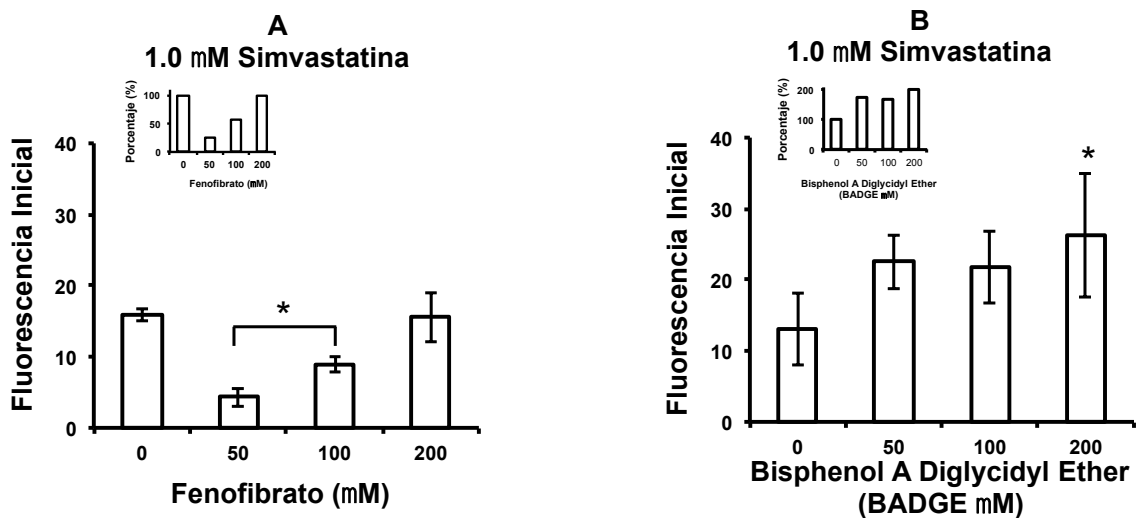 A
1.0 mM Simvastatina
Porcentaje (%)
100
50
0
0 50 100 200
Fenofibrato (mM)
Fluorescencia Inicial
40
30
20
10
0
*
0 50 100 200
Fenofibrato (mM)
B
1.0 mM Simvastatina
Porcentaje (%)
200
100
0
0 50 100 200
Bisphenol A Diglycidyl Ether
(BADGE mM)
Fluorescencia Inicial
40
30
20
10
0
*
0 50 100 200
Bisphenol A Diglycidyl Ether
(BADGE mM)